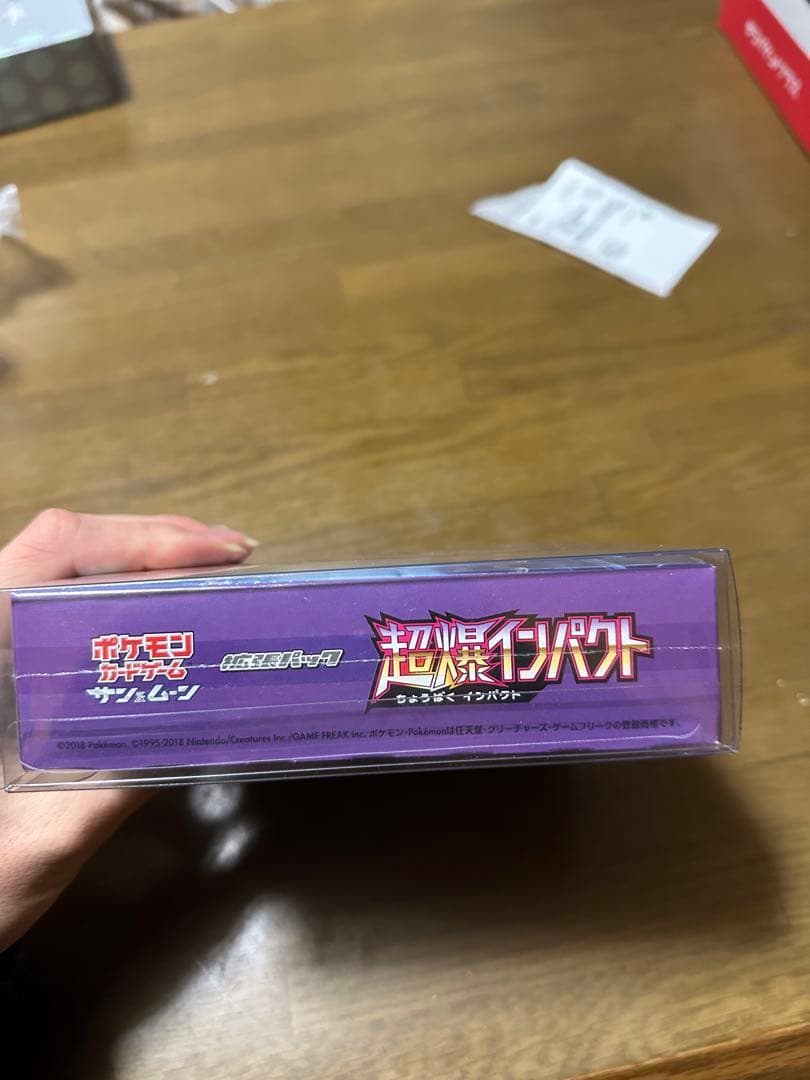 ポケモン
カードゲーム
サン&ムーン
拡張パック
超爆インパクト
ちょうばく インパクト
©2018 Pokémon. ©1995-2018 Nintendo/Creatures Inc./GAME FREAK inc. ポケモン・Pokémonは任天堂・クリーチャーズ・ゲームフリークの登録商標です。